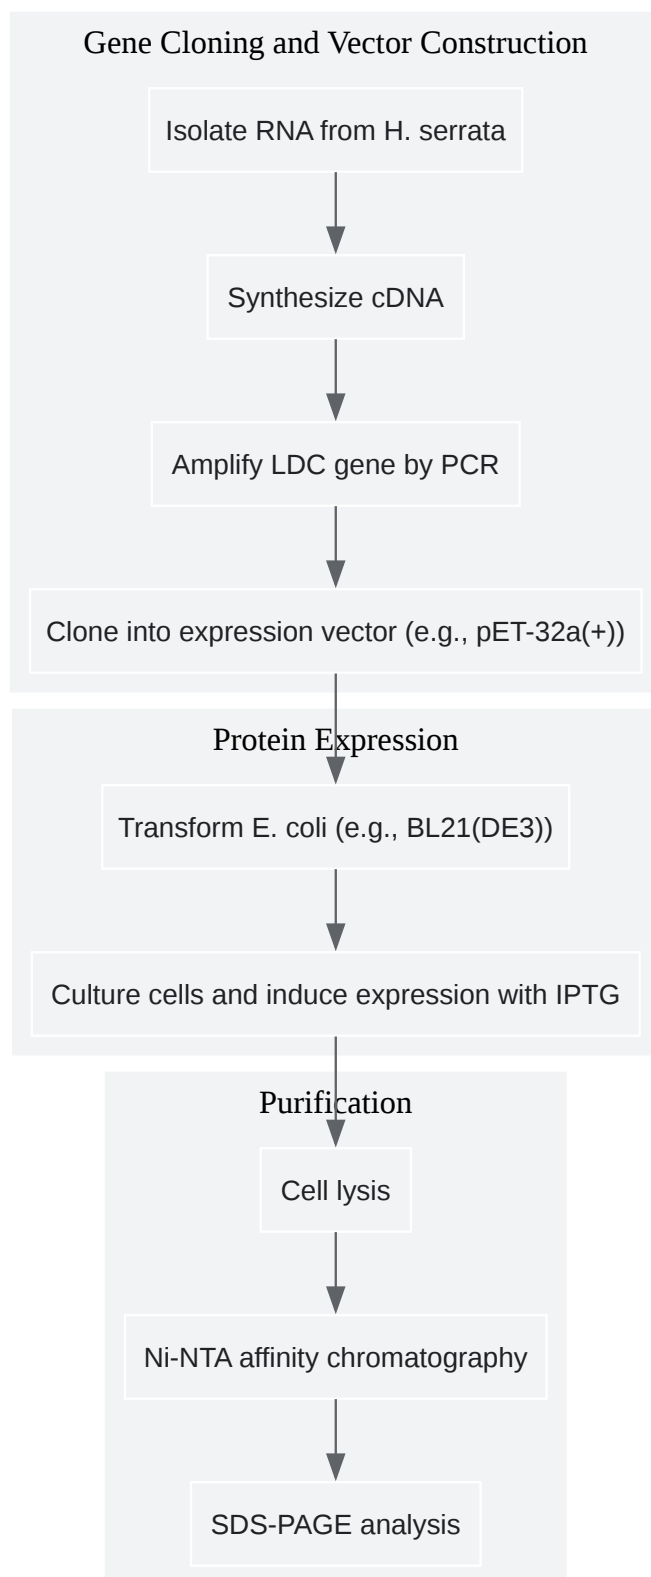 Gene Cloning and Vector Construction
Isolate RNA from H. serrata
Synthesize cDNA
Amplify LDC gene by PCR
Clone into expression vector (e.g., pET-32a(+))
Protein Expression
Transform E. coli (e.g., BL21(DE3))
Culture cells and induce expression with IPTG
Purification
Cell lysis
Ni-NTA affinity chromatography
SDS-PAGE analysis